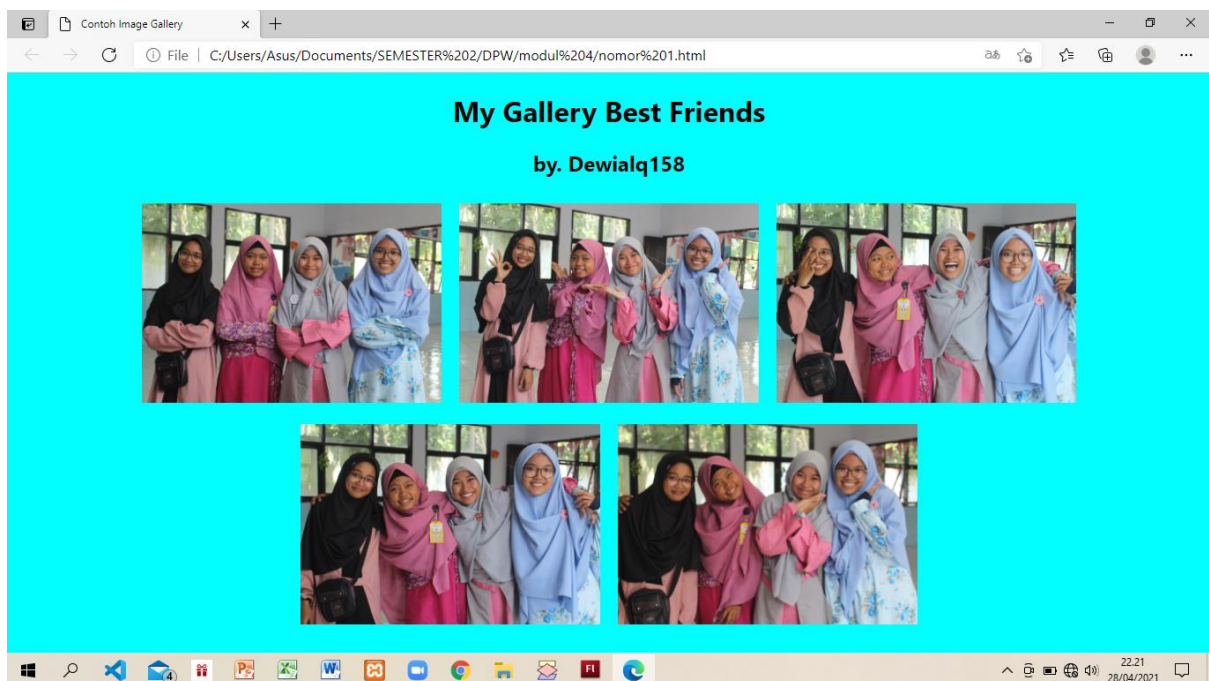 Contoh Image Gallery
File | C:/Users/Asus/Documents/SEMESTER%202/DPW/modul%204/nomor%201.html
My Gallery Best Friends
by. Dewialq158
4
22.21
28/04/2021